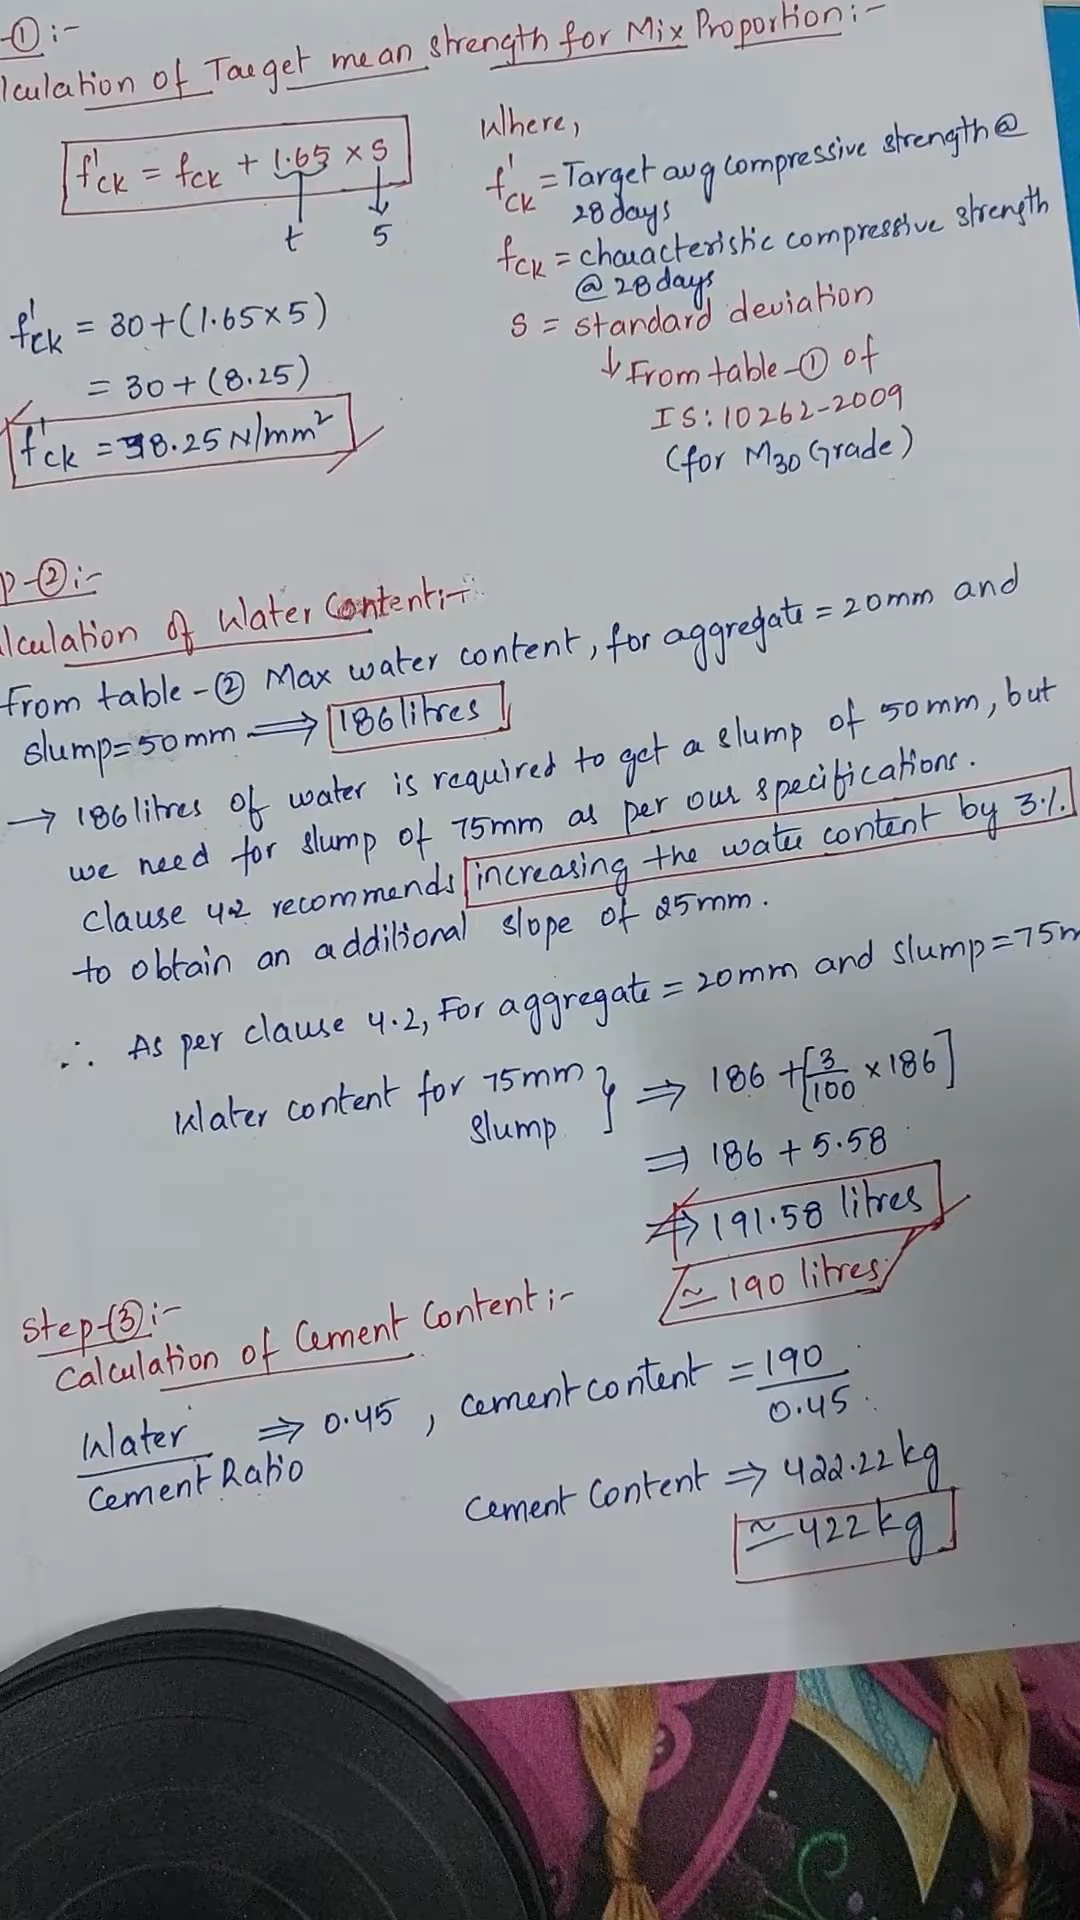 -①:-
lculation of Target mean strength for Mix Proportion:-
f'ck = fck + 1.65 × S
t
5
Where,
f'ck = Target avg compressive strength @
28 days
fck = characteristic compressive strength
@ 28 days
S = standard deviation
↓ From table-① of
IS:10262-2009
(for M30 Grade)
f'ck = 30+(1.65×5)
= 30+(8.25)
f'ck = 38.25 N/mm²
p-②:-
lculation of Water Content:-
From table-② Max water content, for aggregate = 20mm and
slump=50mm ⟹ 186 litres
→ 186 litres of water is required to get a slump of 50mm, but
we need for slump of 75mm as per our specifications.
clause 42 recommends increasing the water content by 3%.
to obtain an additional slope of 25mm.
∴ As per clause 4.2, For aggregate = 20mm and slump=75m
Water content for 75mm } ⇒ 186 + [3/100 × 186]
slump
⇒ 186 + 5.58
⇒ 191.58 litres
≃ 190 litres
Step-③:-
Calculation of Cement Content:-
Water/Cement Ratio ⇒ 0.45, cement content = 190/0.45
Cement Content ⇒ 422.22 kg
≃ 422 kg